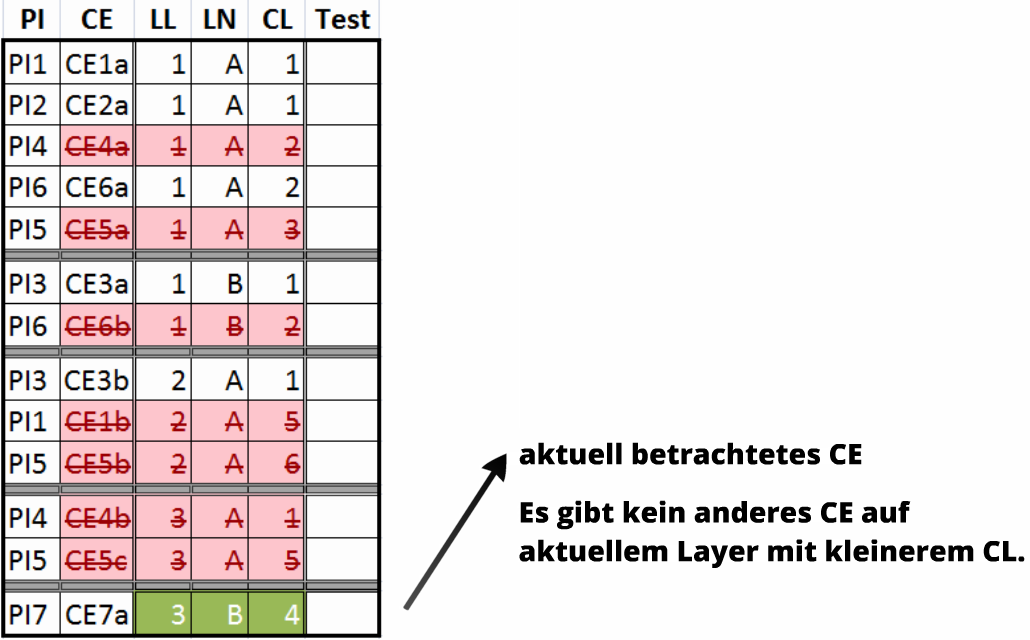 PI CE LL LN CL Test
PI1 CE1a 1 A 1
PI2 CE2a 1 A 1
PI4 CE4a 1 A 2
PI6 CE6a 1 A 2
PI5 CE5a 1 A 3
PI3 CE3a 1 B 1
PI6 CE6b 1 B 2
PI3 CE3b 2 A 1
PI1 CE1b 2 A 5
PI5 CE5b 2 A 6
PI4 CE4b 3 A 1
PI5 CE5c 3 A 5
PI7 CE7a 3 B 4
aktuell betrachtetes CE
Es gibt kein anderes CE auf
aktuellem Layer mit kleinerem CL.